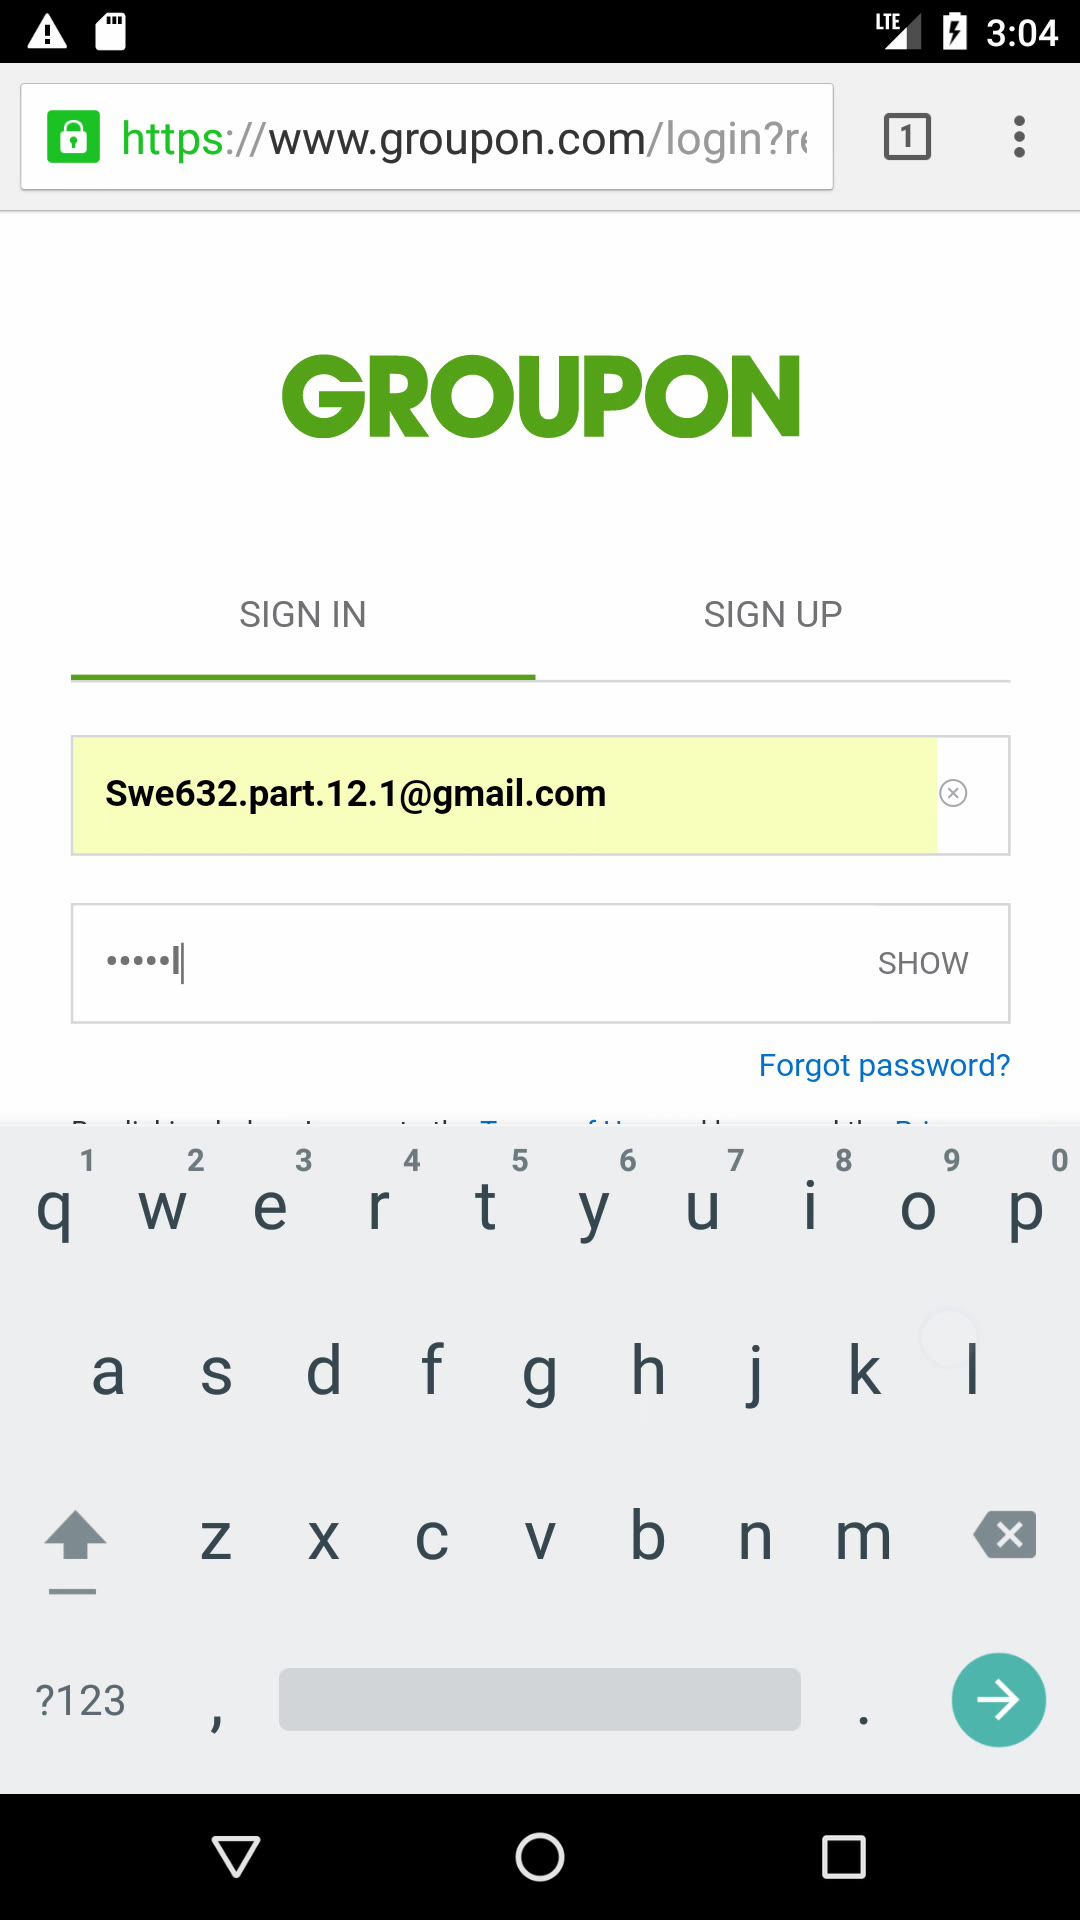 LTE 3:04
https://www.groupon.com/login?re
1
GROUPON
SIGN IN SIGN UP
Swe632.part.12.1@gmail.com
•••••l SHOW
Forgot password?
1 2 3 4 5 6 7 8 9 0
q w e r t y u i o p
a s d f g h j k l
z x c v b n m
?123 , .